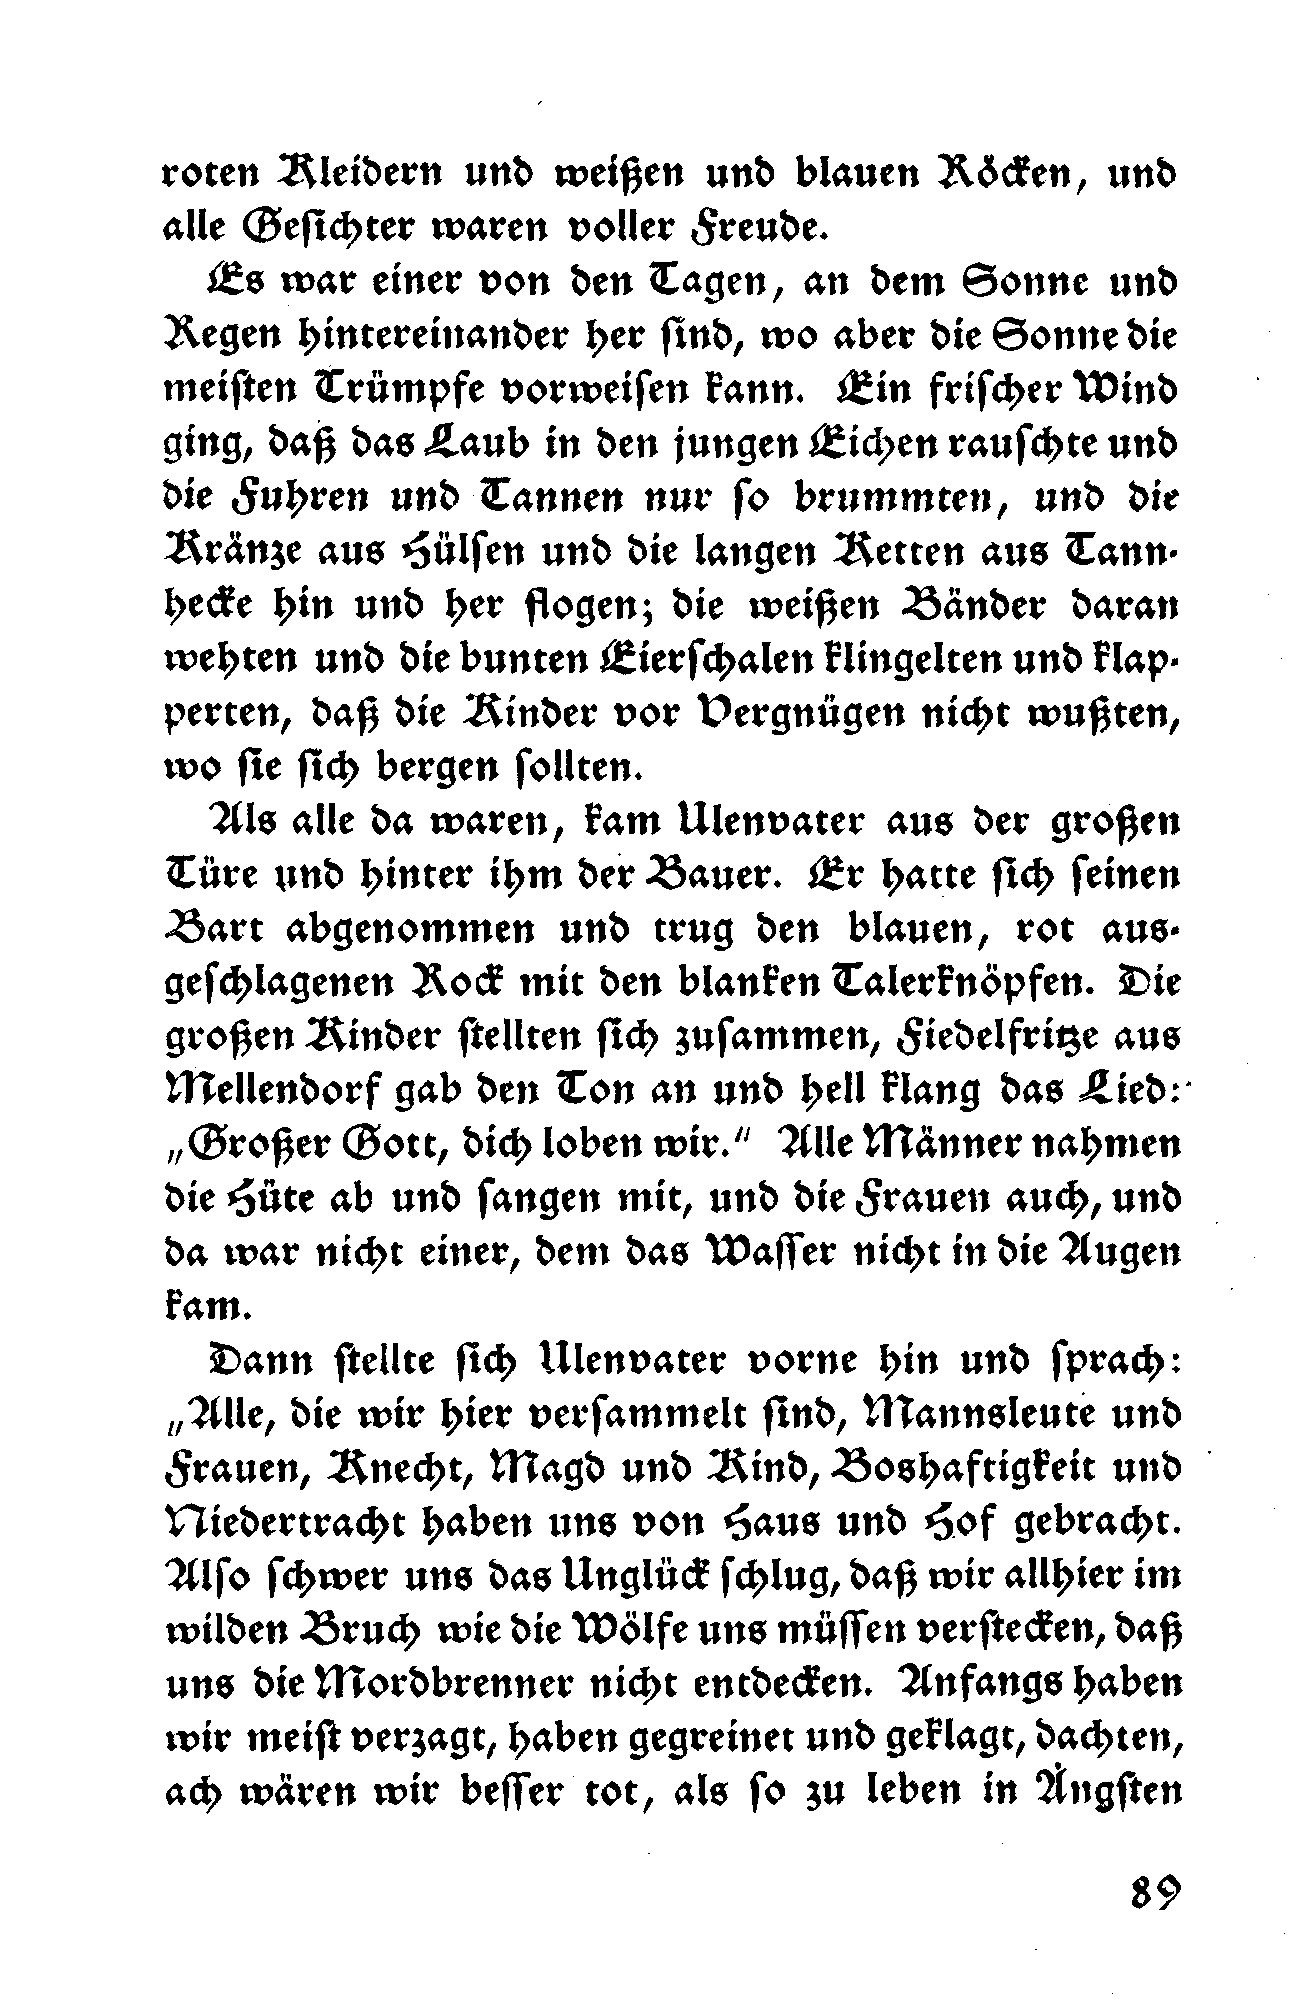 roten Kleidern und weißen und blauen Röcken, und
alle Geſichter waren voller Freude.
Es war einer von den Tagen, an dem Sonne und
Regen hintereinander her ſind, wo aber die Sonne die
meiſten Trümpfe vorweiſen kann. Ein friſcher Wind
ging, daß das Laub in den jungen Eichen rauſchte und
die Fuhren und Tannen nur ſo brummten, und die
Kränze aus Hülſen und die langen Ketten aus Tann-
hecke hin und her flogen; die weißen Bänder daran
wehten und die bunten Eierſchalen klingelten und klap-
perten, daß die Kinder vor Vergnügen nicht wußten,
wo ſie ſich bergen ſollten.
Als alle da waren, kam Ulenvater aus der großen
Türe und hinter ihm der Bauer. Er hatte ſich ſeinen
Bart abgenommen und trug den blauen, rot aus-
geſchlagenen Rock mit den blanken Talerknöpfen. Die
großen Kinder ſtellten ſich zuſammen, Fiedelfritze aus
Mellendorf gab den Ton an und hell klang das Lied:
„Großer Gott, dich loben wir." Alle Männer nahmen
die Hüte ab und ſangen mit, und die Frauen auch, und
da war nicht einer, dem das Waſſer nicht in die Augen
kam.
Dann ſtellte ſich Ulenvater vorne hin und ſprach:
„Alle, die wir hier verſammelt ſind, Mannsleute und
Frauen, Knecht, Magd und Kind, Boshaftigkeit und
Niedertracht haben uns von Haus und Hof gebracht.
Alſo ſchwer uns das Unglück ſchlug, daß wir allhier im
wilden Bruch wie die Wölfe uns müſſen verſtecken, daß
uns die Mordbrenner nicht entdecken. Anfangs haben
wir meiſt verzagt, haben gegreinet und geklagt, dachten,
ach wären wir beſſer tot, als ſo zu leben in Ängſten
89